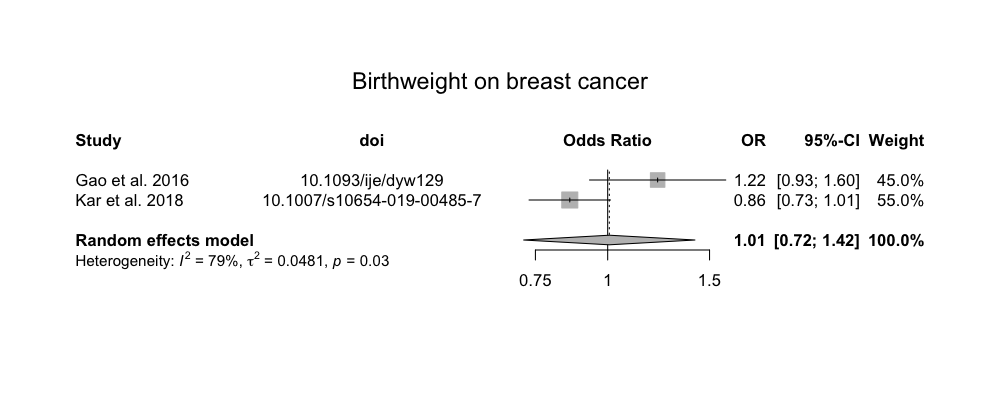 Birthweight on breast cancer
Study doi Odds Ratio OR 95%-CI Weight
Gao et al. 2016 10.1093/ije/dyw129 1.22 [0.93; 1.60] 45.0%
Kar et al. 2018 10.1007/s10654-019-00485-7 0.86 [0.73; 1.01] 55.0%
Random effects model 1.01 [0.72; 1.42] 100.0%
Heterogeneity: I² = 79%, τ² = 0.0481, p = 0.03
0.75 1 1.5